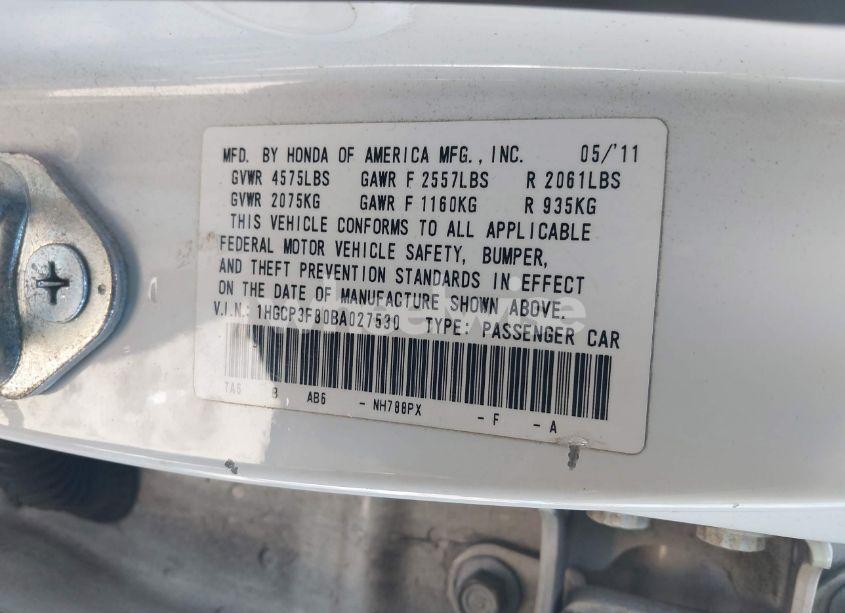 MFD. BY HONDA OF AMERICA MFG., INC. 05/'11
GVWR 4575LBS GAWR F 2557LBS R 2061LBS
GVWR 2075KG GAWR F 1160KG R 935KG
THIS VEHICLE CONFORMS TO ALL APPLICABLE
FEDERAL MOTOR VEHICLE SAFETY, BUMPER,
AND THEFT PREVENTION STANDARDS IN EFFECT
ON THE DATE OF MANUFACTURE SHOWN ABOVE.
V.I.N.: 1HGCP3F80BA027530 TYPE: PASSENGER CAR
7A6 B AB6 - NH788PX - F - A